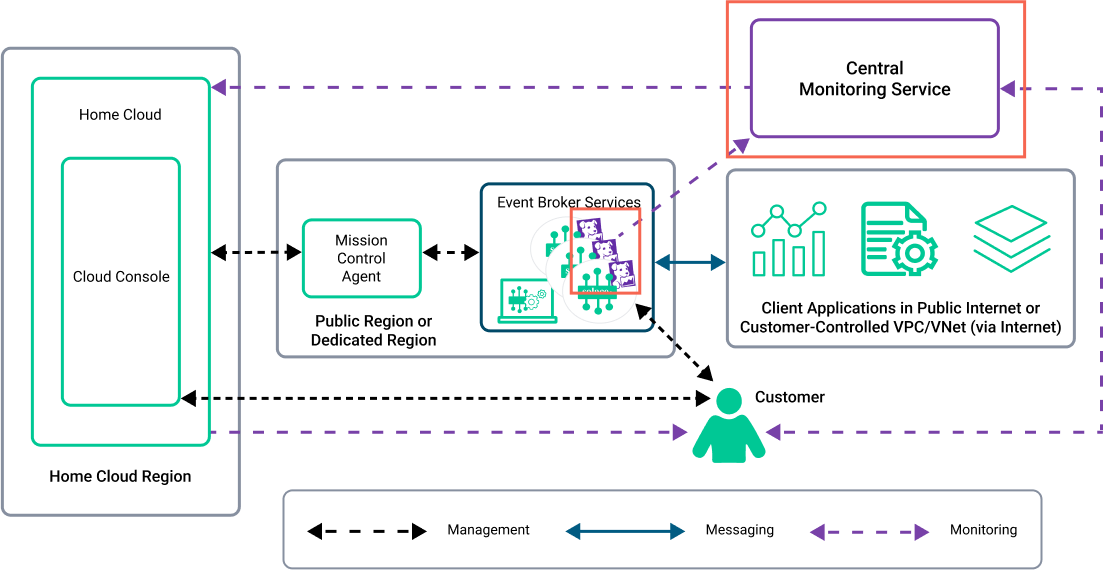 Central
Monitoring Service
Home Cloud
Cloud Console
Home Cloud Region
Mission
Control
Agent
Public Region or
Dedicated Region
Event Broker Services
Client Applications in Public Internet or
Customer-Controlled VPC/VNet (via Internet)
Customer
Management
Messaging
Monitoring